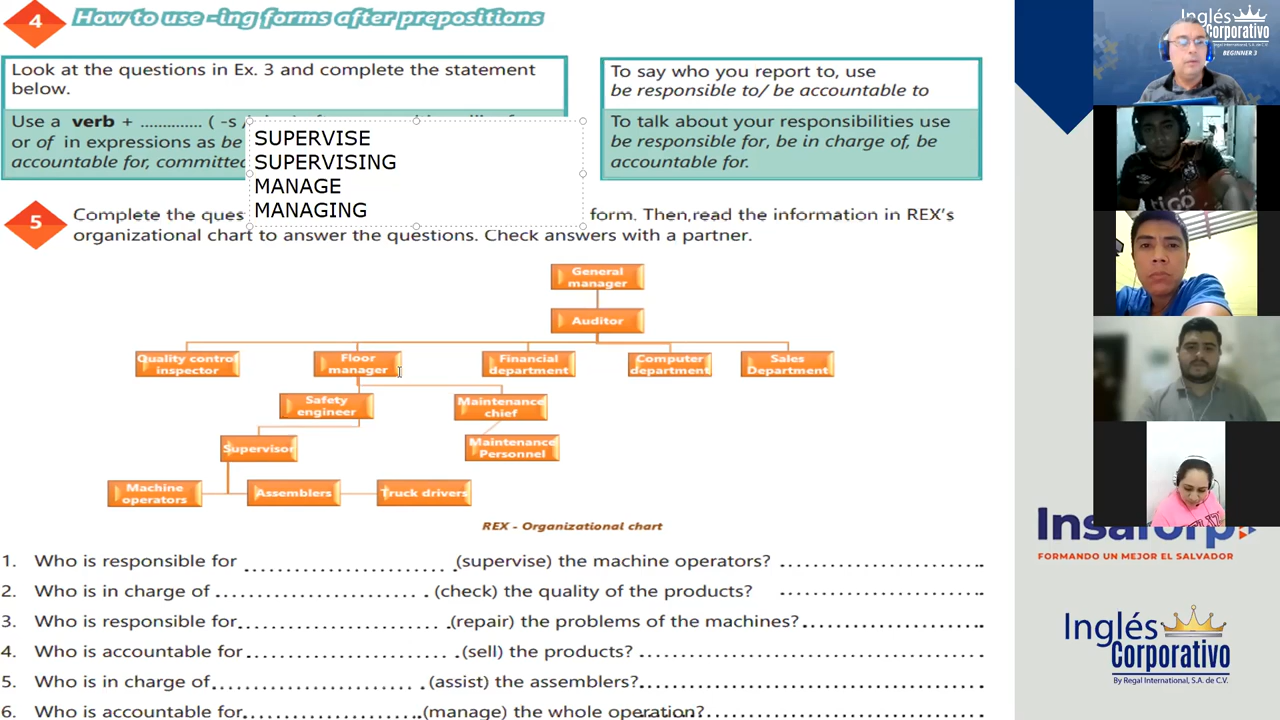 4 How to use -ing forms after prepositions
Look at the questions in Ex. 3 and complete the statement
below.
Use a verb + .............. ( -s
or of in expressions as be
accountable for, committed
To say who you report to, use
be responsible to/ be accountable to
To talk about your responsibilities use
be responsible for, be in charge of, be
accountable for.
SUPERVISE
SUPERVISING
MANAGE
MANAGING
5 Complete the ques form. Then,read the information in REX's
organizational chart to answer the questions. Check answers with a partner.
General
manager
Auditor
Quality control
inspector
Floor
manager
Financial
department
Computer
department
Sales
Department
Safety
engineer
Maintenance
chief
Supervisor
Maintenance
Personnel
Machine
operators
Assemblers
Truck drivers
REX - Organizational chart
1. Who is responsible for ............................ (supervise) the machine operators? ............................
2. Who is in charge of ............................ (check) the quality of the products? ............................
3. Who is responsible for............................ (repair) the problems of the machines?............................
4. Who is accountable for............................ (sell) the products? ............................
5. Who is in charge of............................ (assist) the assemblers?............................
6. Who is accountable for............................ (manage) the whole operation?............................
Inglés
Corporativo
By Regal International, S.A. de C.V.
BEGINNER 3
Insaforp
FORMANDO UN MEJOR EL SALVADOR
Inglés
Corporativo
By Regal International, S.A. de C.V.